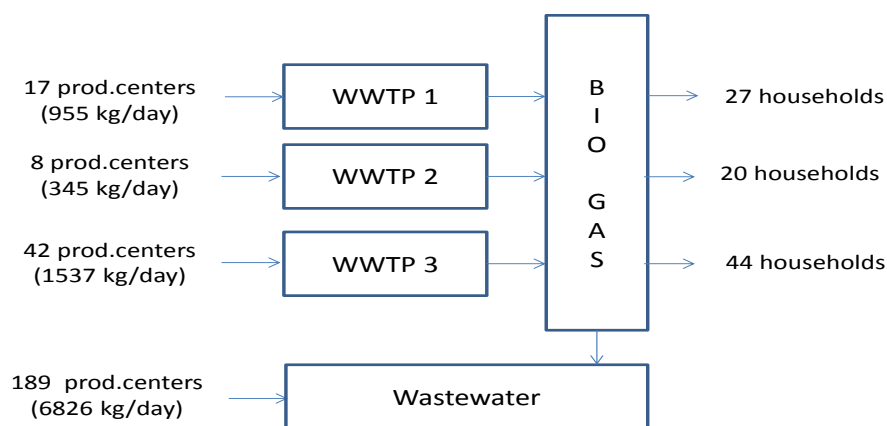 17 prod.centers
(955 kg/day)
WWTP 1
27 households
8 prod.centers
(345 kg/day)
WWTP 2
20 households
42 prod.centers
(1537 kg/day)
WWTP 3
44 households
B
I
O
G
A
S
189 prod.centers
(6826 kg/day)
Wastewater